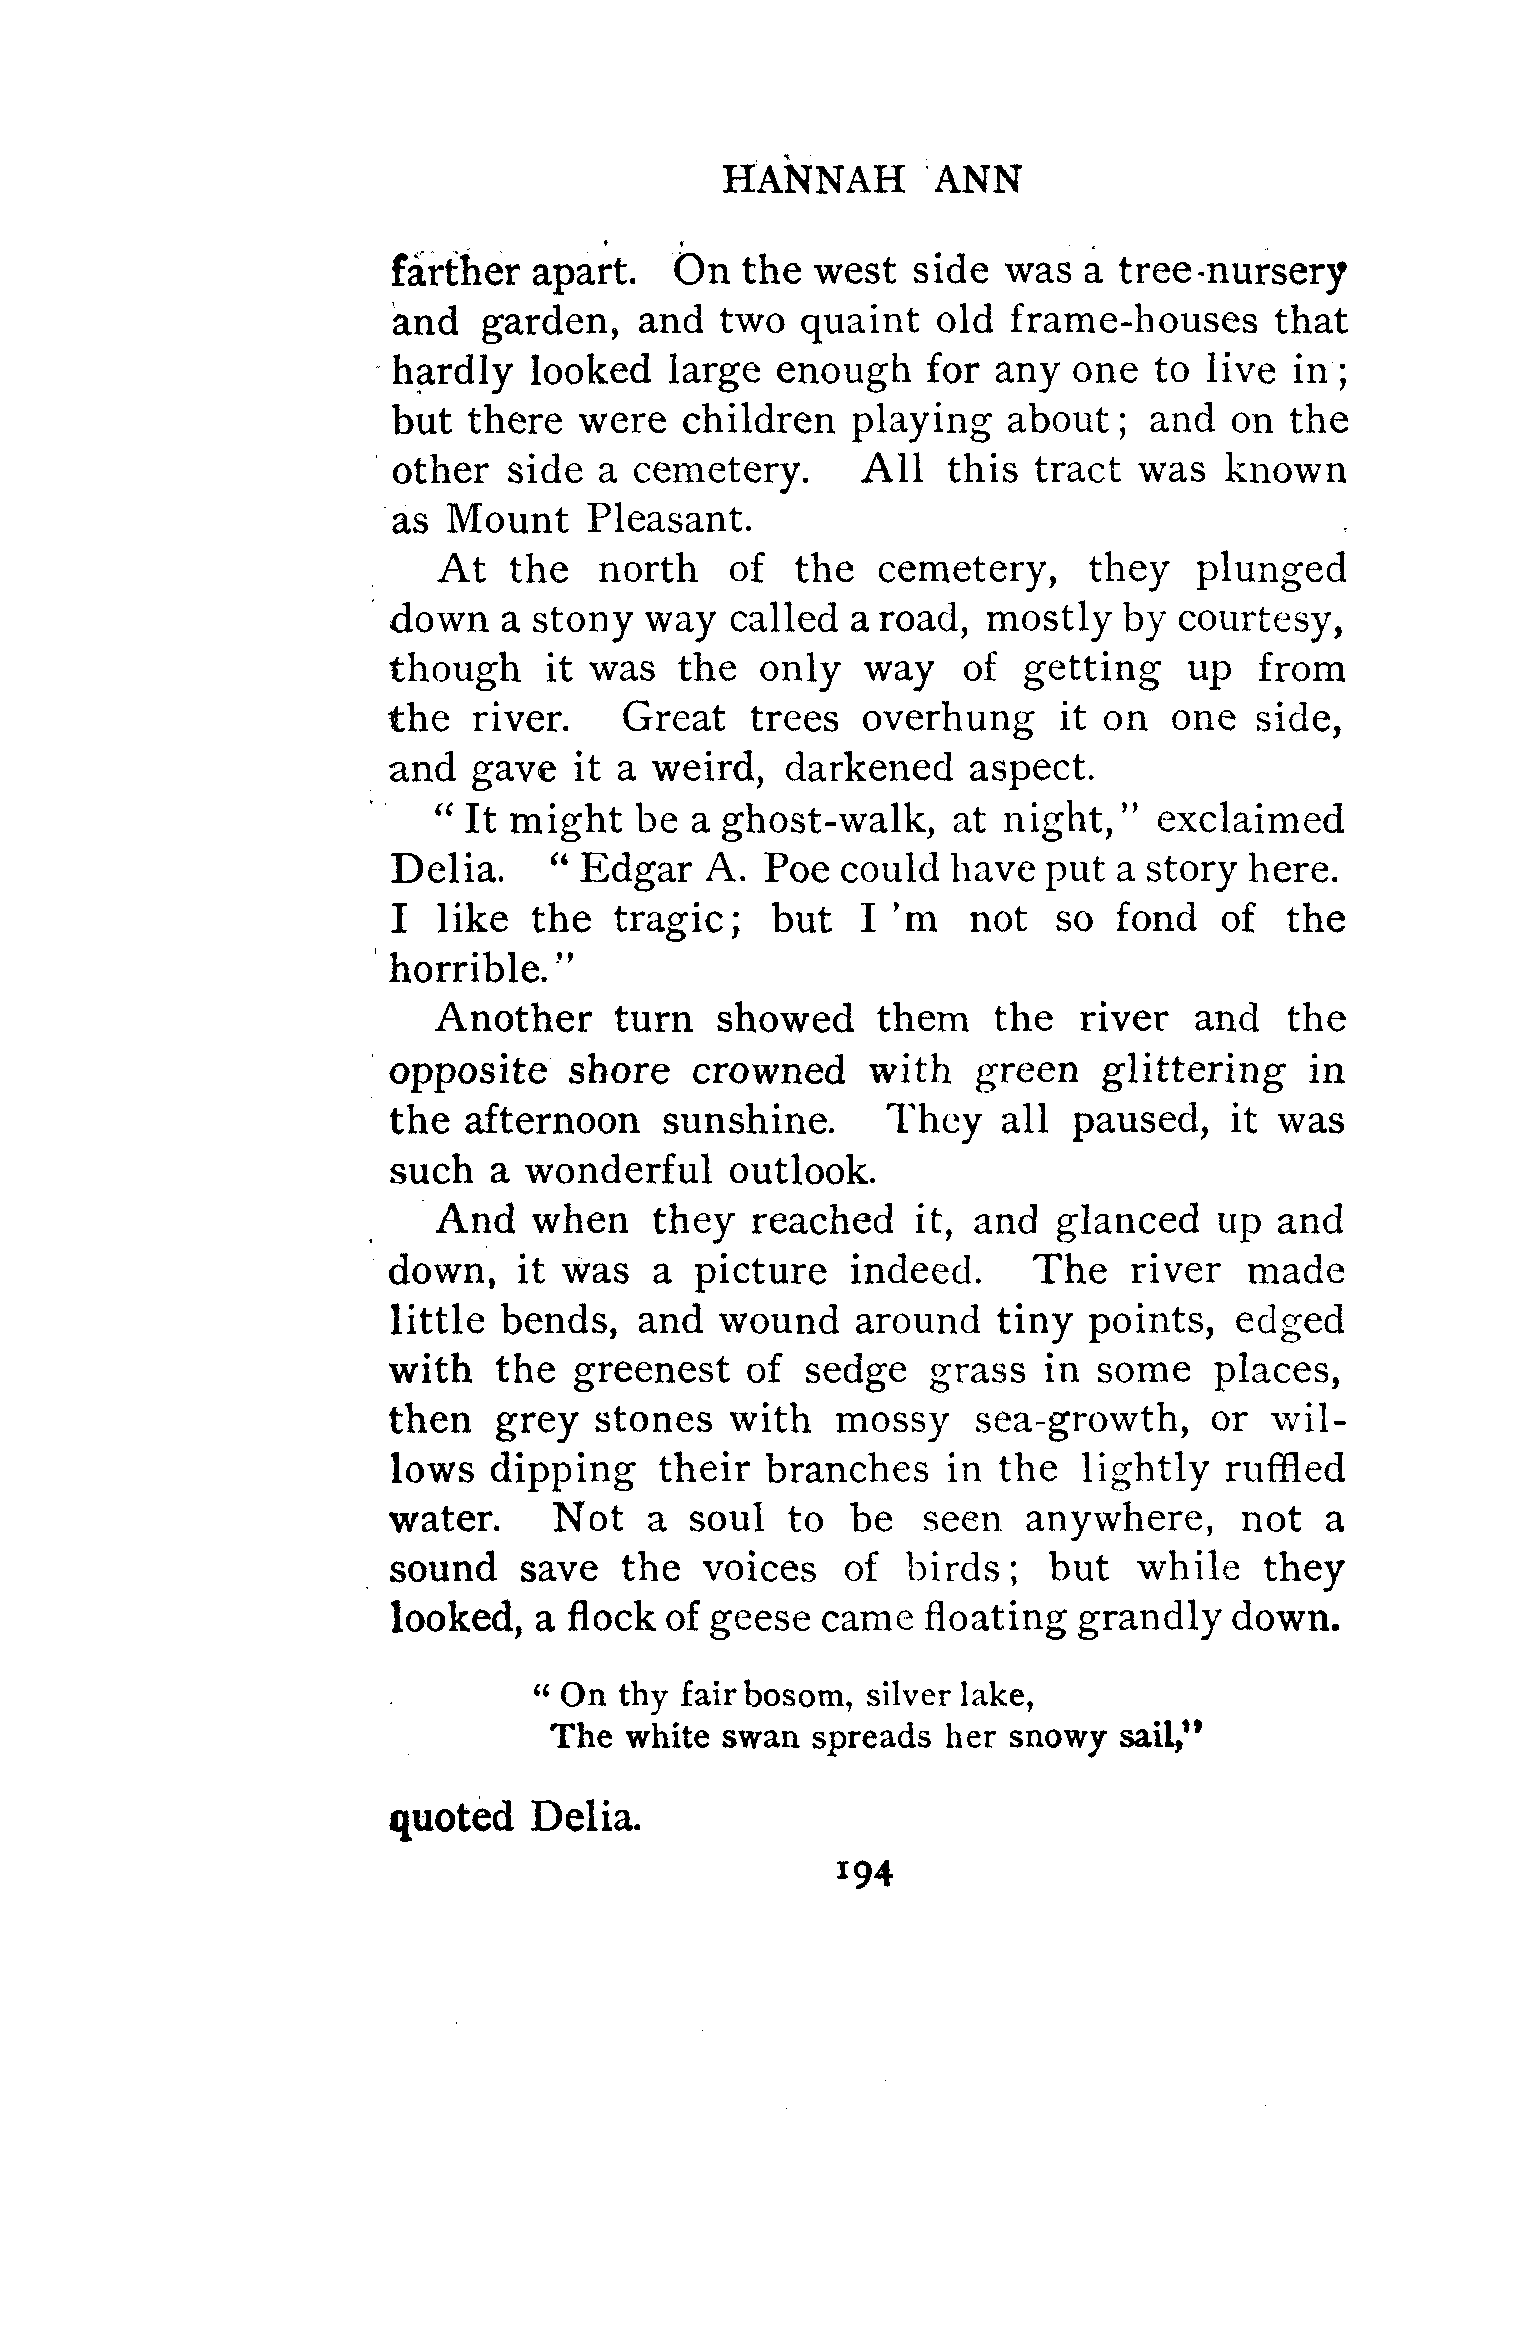 HANNAH ANN
farther apart. On the west side was a tree-nursery
and garden, and two quaint old frame-houses that
hardly looked large enough for any one to live in;
but there were children playing about; and on the
other side a cemetery. All this tract was known
as Mount Pleasant.
At the north of the cemetery, they plunged
down a stony way called a road, mostly by courtesy,
though it was the only way of getting up from
the river. Great trees overhung it on one side,
and gave it a weird, darkened aspect.
"It might be a ghost-walk, at night," exclaimed
Delia. "Edgar A. Poe could have put a story here.
I like the tragic; but I 'm not so fond of the
horrible."
Another turn showed them the river and the
opposite shore crowned with green glittering in
the afternoon sunshine. They all paused, it was
such a wonderful outlook.
And when they reached it, and glanced up and
down, it was a picture indeed. The river made
little bends, and wound around tiny points, edged
with the greenest of sedge grass in some places,
then grey stones with mossy sea-growth, or wil-
lows dipping their branches in the lightly ruffled
water. Not a soul to be seen anywhere, not a
sound save the voices of birds; but while they
looked, a flock of geese came floating grandly down.
"On thy fair bosom, silver lake,
The white swan spreads her snowy sail,"
quoted Delia.
194